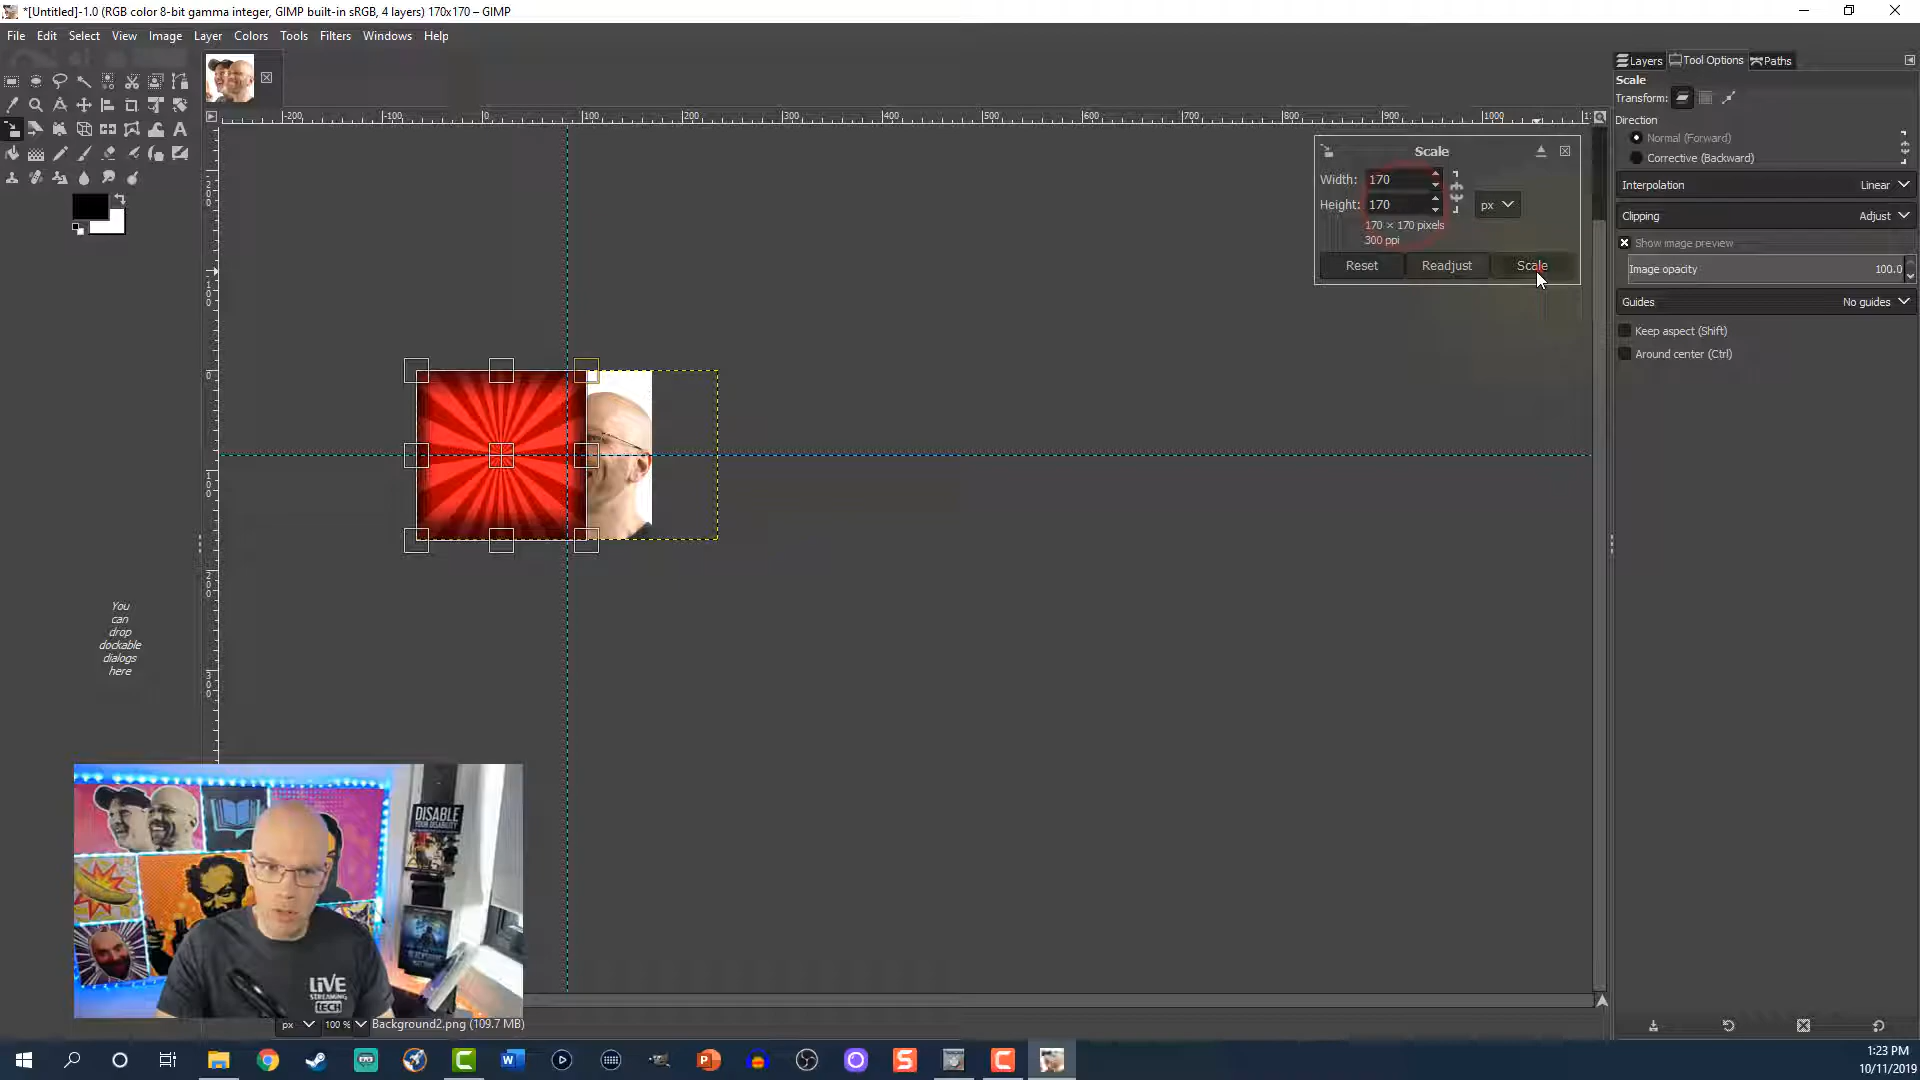 *[Untitled]-1.0 (RGB color 8-bit gamma integer, GIMP built-in sRGB, 4 layers) 170x170 – GIMP
File Edit Select View Image Layer Colors Tools Filters Windows Help
Layers Tool Options Paths
Scale
Transform:
Direction
Normal (Forward)
Corrective (Backward)
Interpolation Linear
Clipping Adjust
Show image preview
Image opacity 100.0
Guides No guides
Keep aspect (Shift)
Around center (Ctrl)
-200 -100 0 100 200 300 400 500 600 700 800 900 1000
Scale
Width: 170
Height: 170 px
170 × 170 pixels
300 ppi
Reset Readjust Scale
You
can
drop
dockable
dialogs
here
DISABLE
YOUR DISABILITY
LIVE
STREAMING
TECH
px 100 % Background2.png (109.7 MB)
1:23 PM
10/11/2019